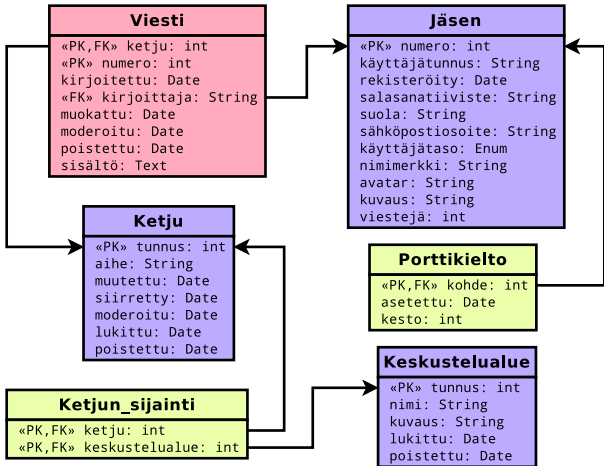 Viesti
«PK,FK» ketju: int
«PK» numero: int
kirjoitettu: Date
«FK» kirjoittaja: String
muokattu: Date
moderoitu: Date
poistettu: Date
sisältö: Text
Jäsen
«PK» numero: int
käyttäjätunnus: String
rekisteröity: Date
salasanatiiviste: String
suola: String
sähköpostiosoite: String
käyttäjätaso: Enum
nimimerkki: String
avatar: String
kuvaus: String
viestejä: int
Ketju
«PK» tunnus: int
aihe: String
muutettu: Date
siirretty: Date
moderoitu: Date
lukittu: Date
poistettu: Date
Porttikielto
«PK,FK» kohde: int
asetettu: Date
kesto: int
Ketjun_sijainti
«PK,FK» ketju: int
«PK,FK» keskustelualue: int
Keskustelualue
«PK» tunnus: int
nimi: String
kuvaus: String
lukittu: Date
poistettu: Date